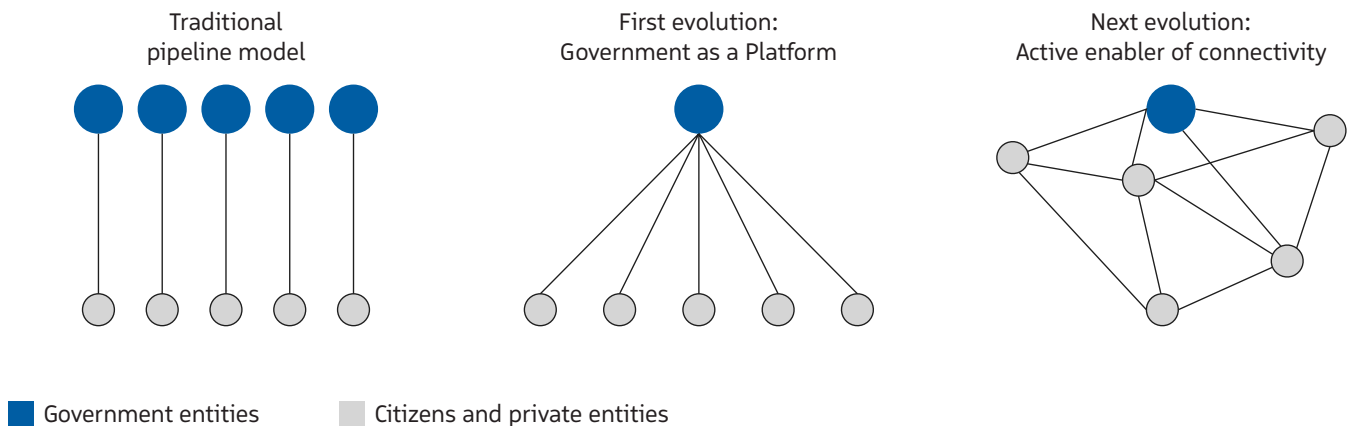 Traditional
pipeline model
First evolution:
Government as a Platform
Next evolution:
Active enabler of connectivity
Government entities
Citizens and private entities